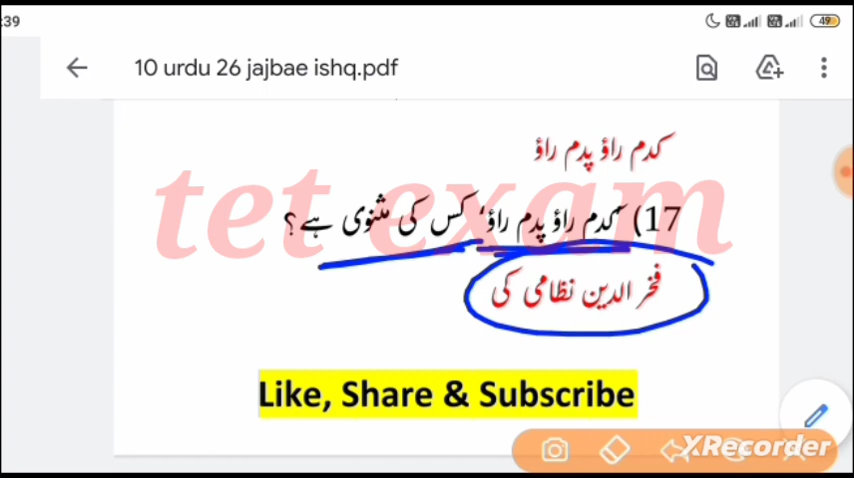 :39
49
10 urdu 26 jajbae ishq.pdf
کدم راؤ پدم راؤ
17) ’کدم راؤ پدم راؤ‘ کس کی مثنوی ہے؟
tet exam
فخر الدین نظامی کی
Like, Share & Subscribe
XRecorder